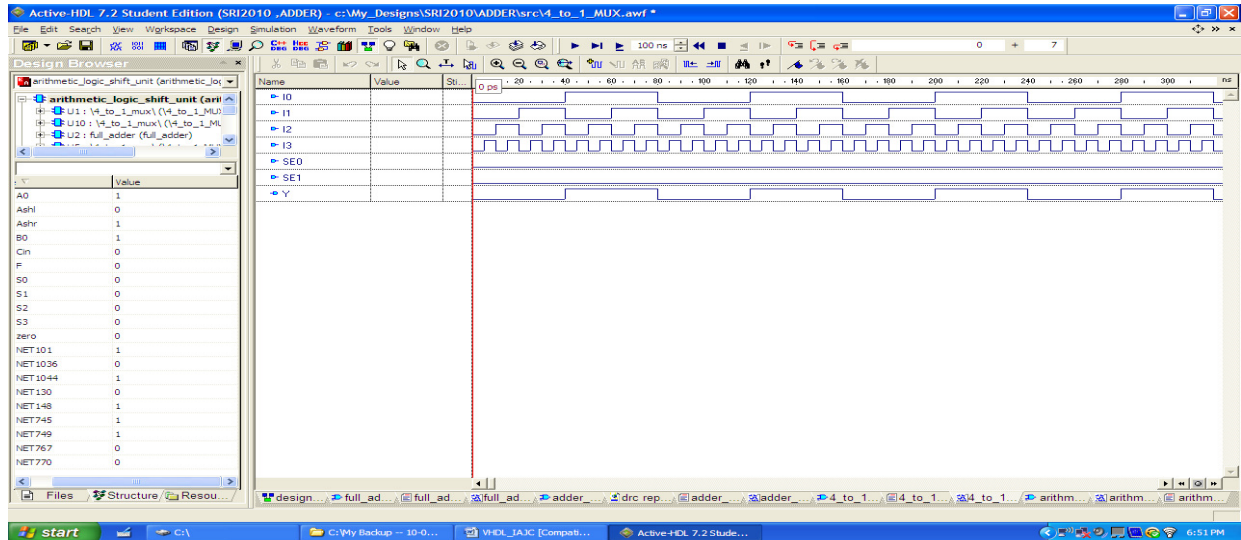 Active-HDL 7.2 Student Edition (SRI2010 ,ADDER) - c:\My_Designs\SRI2010\ADDER\src\4_to_1_MUX.awf *
File Edit Search View Workspace Design Simulation Waveform Tools Window Help
100 ns
0 + 7
Design Browser
arithmetic_logic_shift_unit (arithmetic_log
arithmetic_logic_shift_unit (arit
U1 : \4_to_1_mux\ (\4_to_1_MU
U10 : \4_to_1_mux\ (\4_to_1_MU
U2 : full_adder (full_adder)
Value
A0 1
Ashl 0
Ashr 1
B0 1
Cin 0
F 0
S0 0
S1 0
S2 0
S3 0
zero 0
NET101 1
NET1036 0
NET1044 1
NET130 0
NET148 1
NET745 1
NET749 1
NET767 0
NET770 0
Files Structure Resou...
Name Value Sti... 20 40 60 80 100 120 140 160 180 200 220 240 260 280 300 ns
0 ps
I0
I1
I2
I3
SE0
SE1
Y
design... full_ad... full_ad... full_ad... adder_... drc rep... adder_... adder_... 4_to_1... 4_to_1... 4_to_1... arithm... arithm... arithm...
start C:\ C:\My Backup -- 10-0... VHDL_IAJC [Compati... Active-HDL 7.2 Stude... 6:51 PM